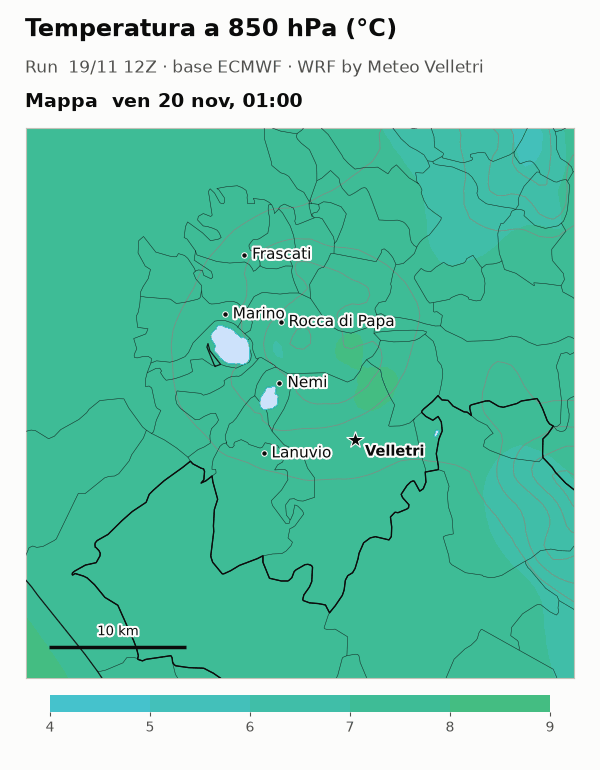 Temperatura a 850 hPa (°C)
Run  19/11 12Z · base ECMWF · WRF by Meteo Velletri
Mappa  ven 20 nov, 01:00
Frascati
Marino
Rocca di Papa
Nemi
Velletri
Lanuvio
10 km
4 5 6 7 8 9